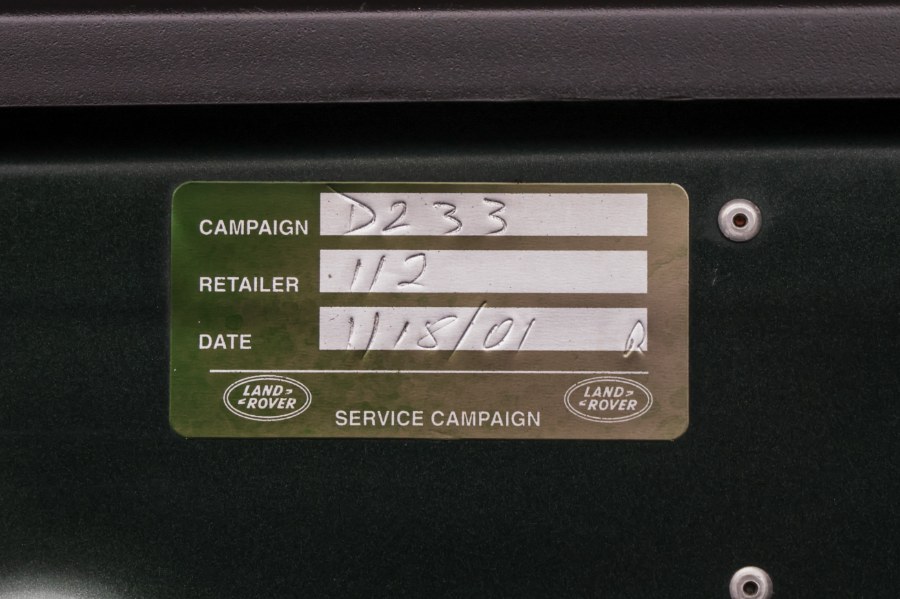 CAMPAIGN D233
RETAILER 112
DATE 1/18/01 R
LAND ROVER
LAND ROVER
SERVICE CAMPAIGN